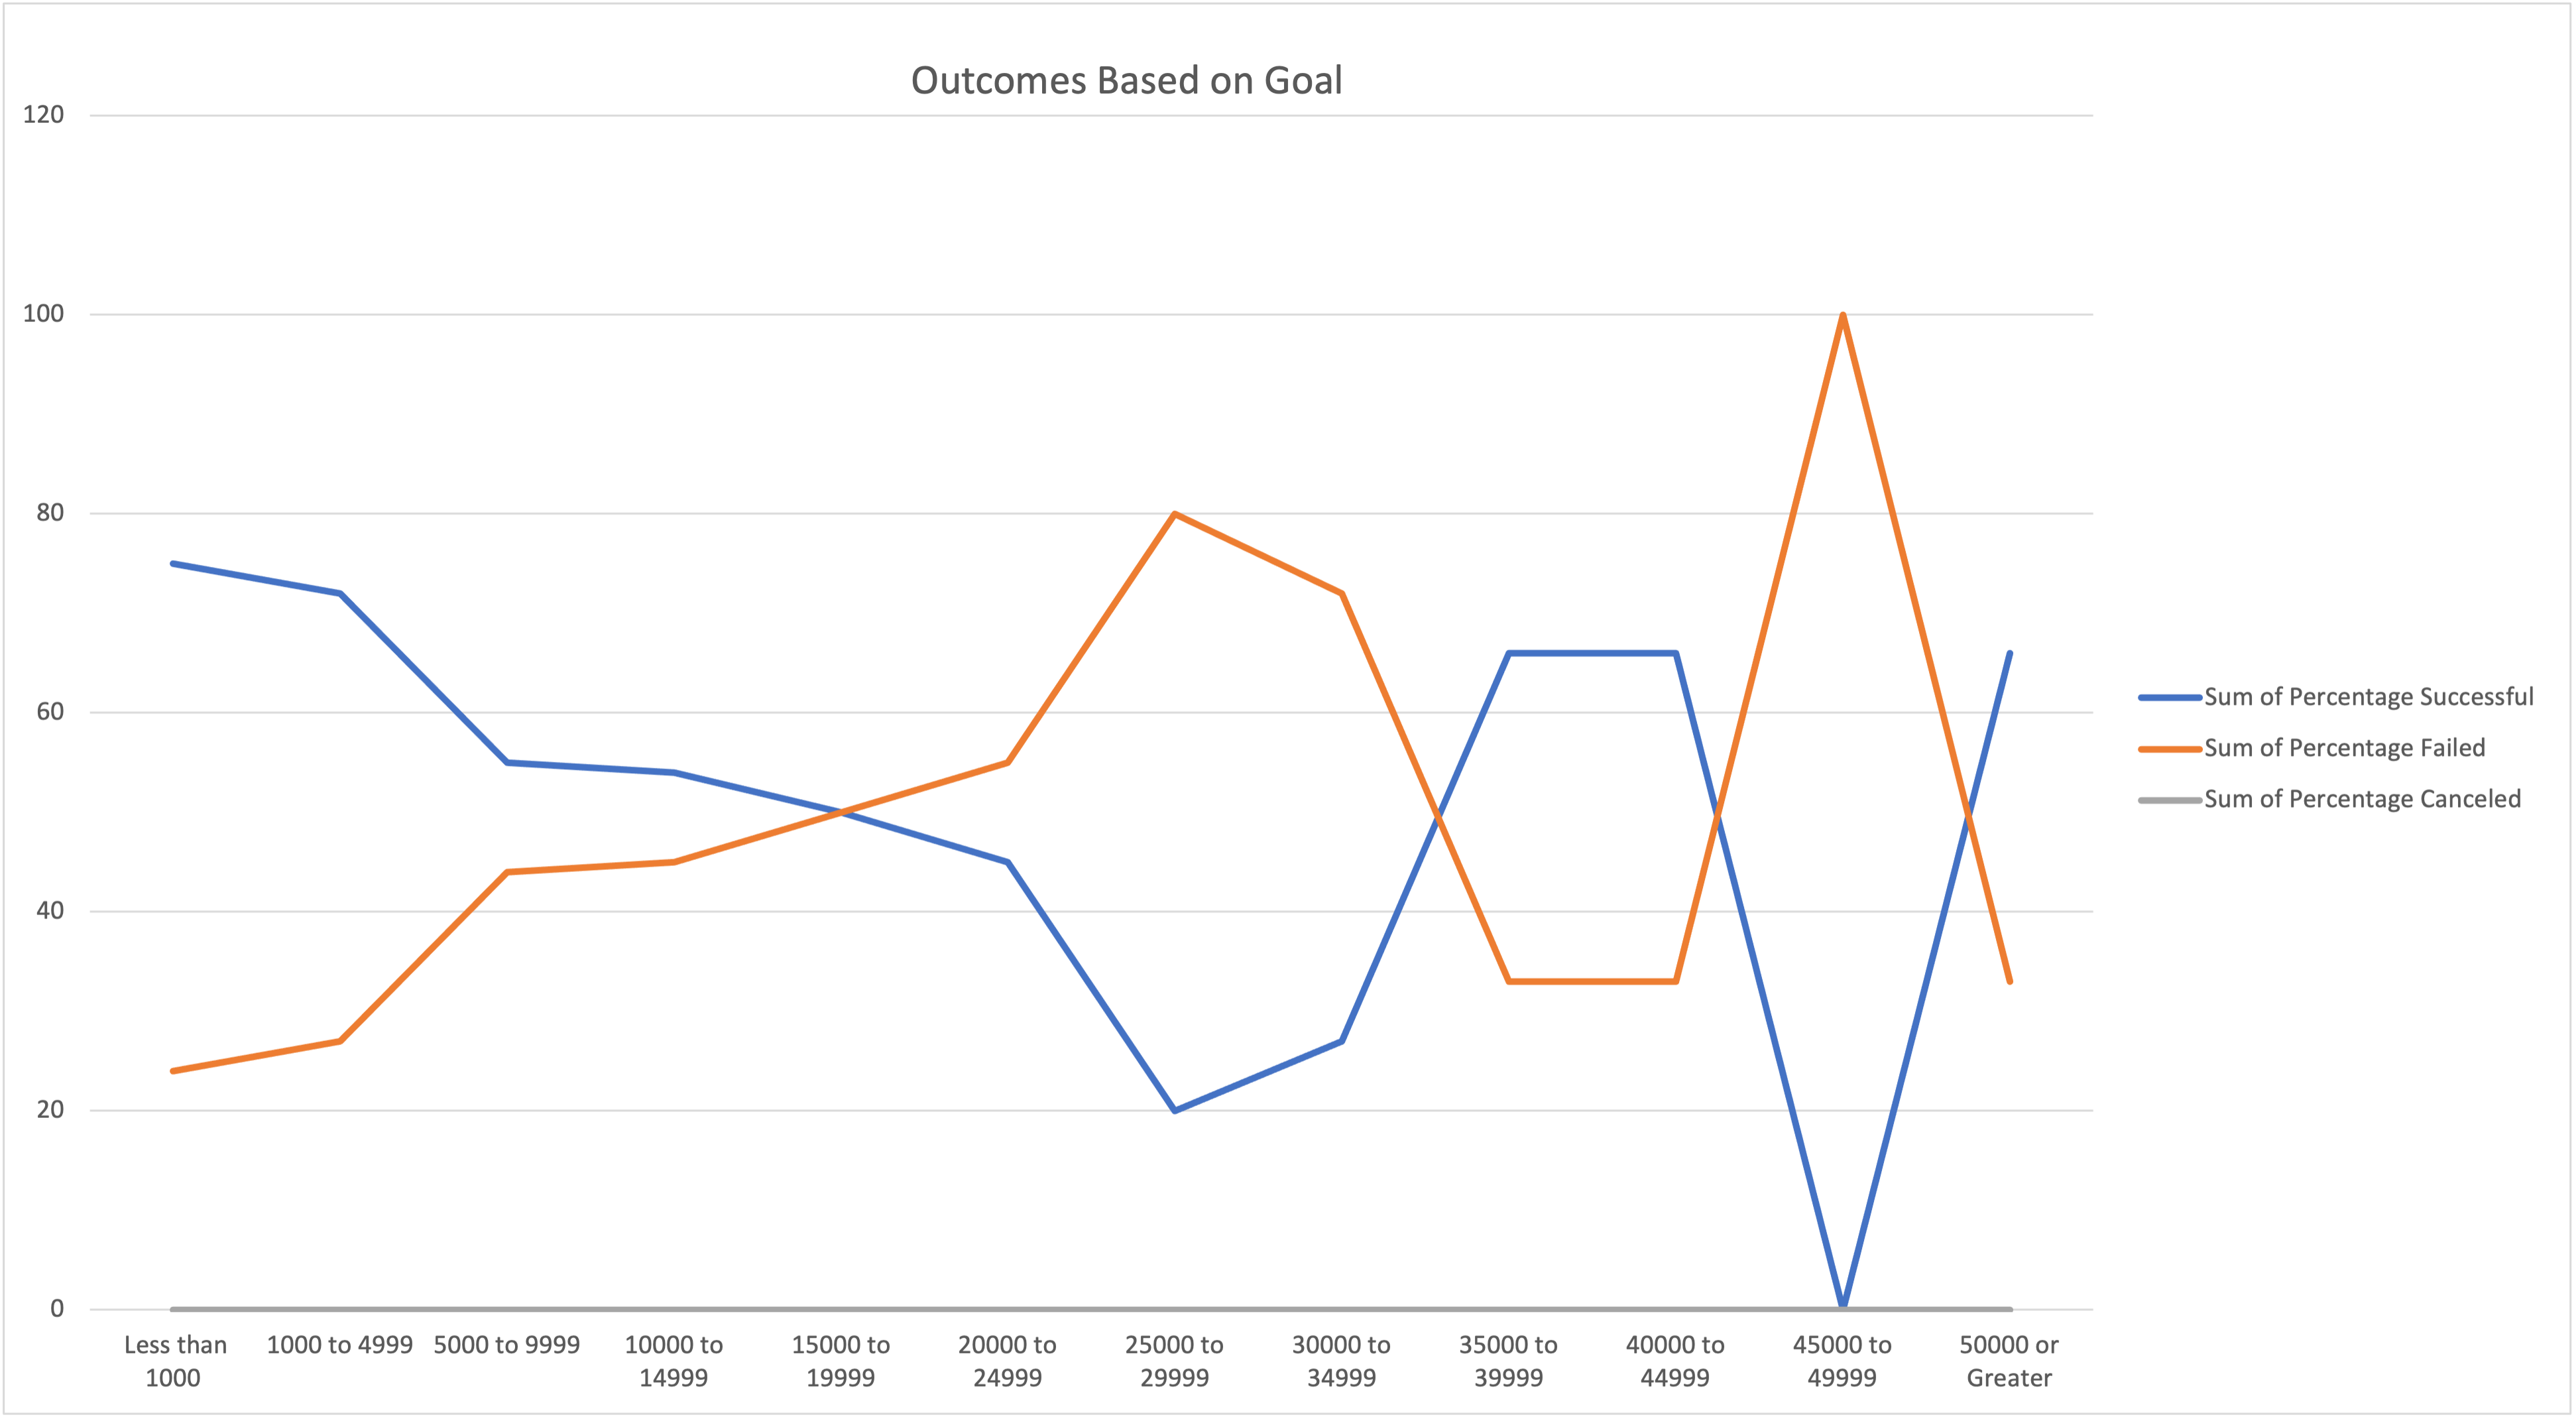 Outcomes Based on Goal
120
100
80
60
40
20
0
Less than
1000
1000 to 4999
5000 to 9999
10000 to
14999
15000 to
19999
20000 to
24999
25000 to
29999
30000 to
34999
35000 to
39999
40000 to
44999
45000 to
49999
50000 or
Greater
Sum of Percentage Successful
Sum of Percentage Failed
Sum of Percentage Canceled